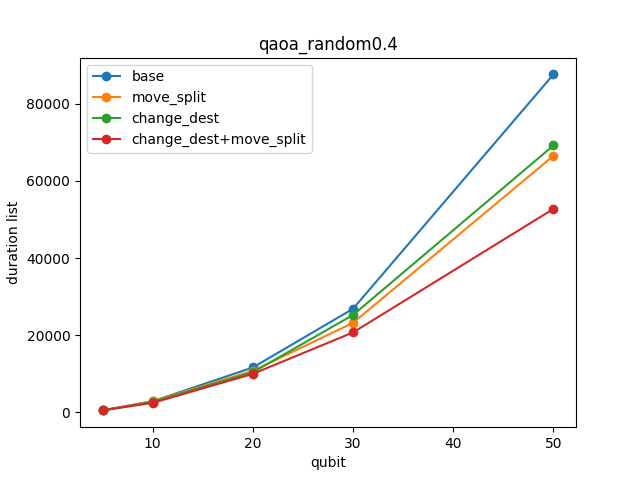 qaoa_random0.4
base
move_split
change_dest
change_dest+move_split
80000
60000
40000
20000
0
duration list
10
20
30
40
50
qubit